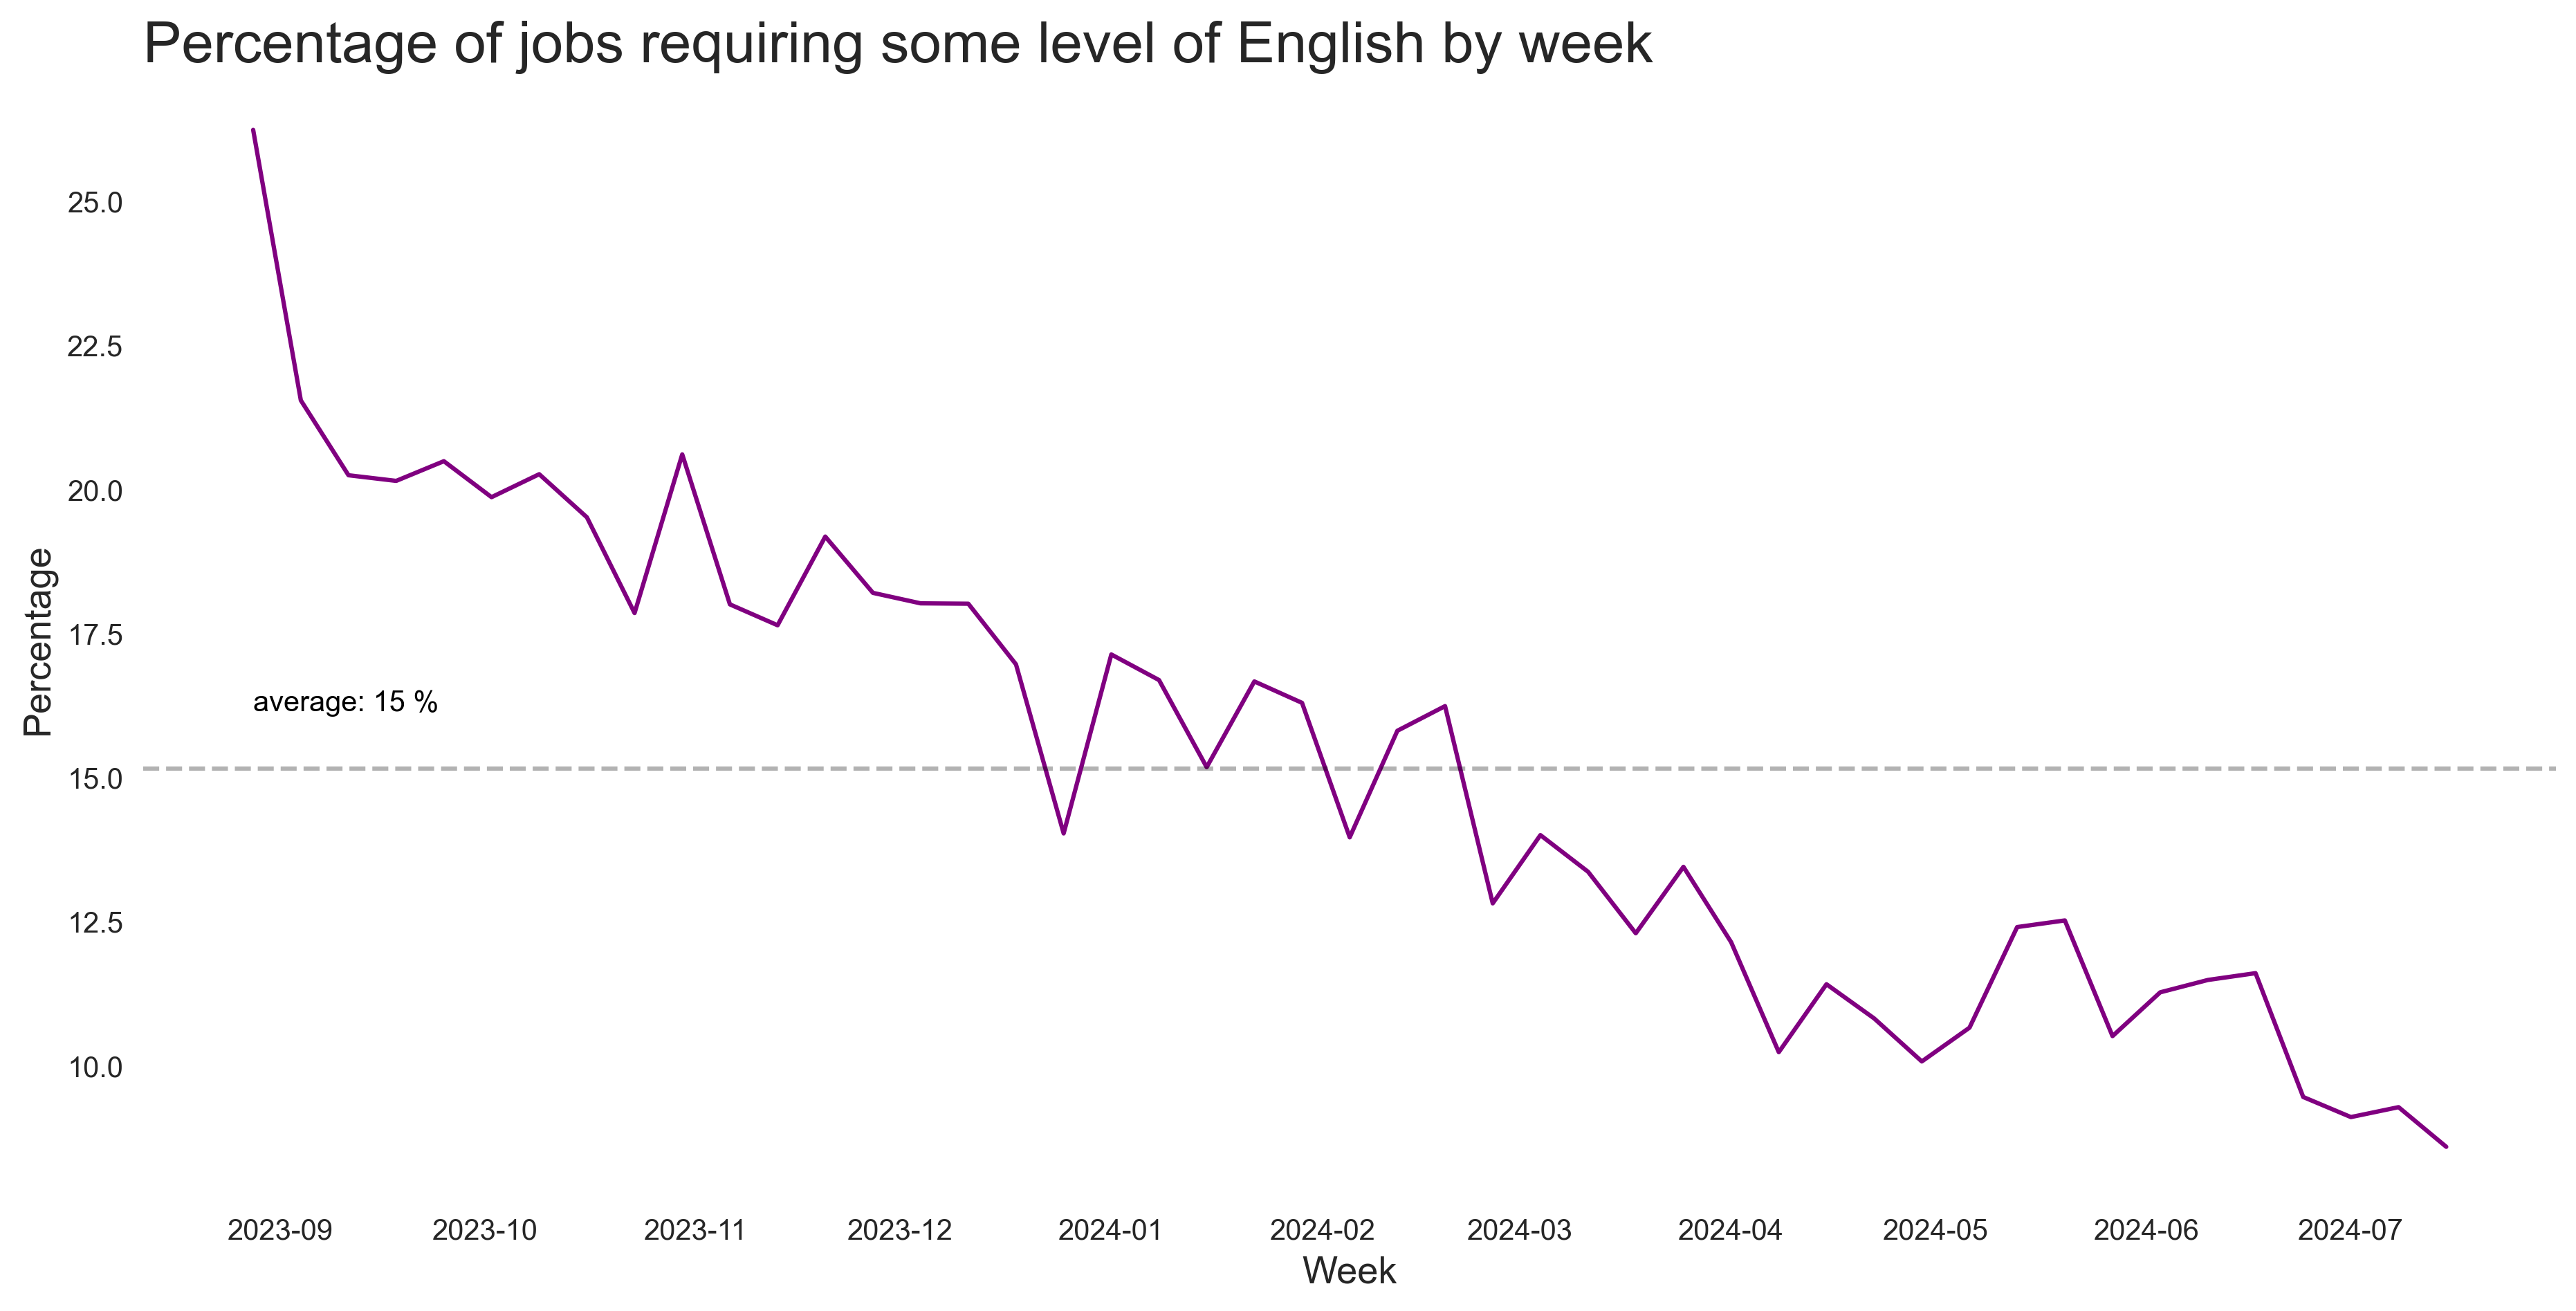 Percentage of jobs requiring some level of English by week
25.0
22.5
20.0
17.5
15.0
12.5
10.0
Percentage
average: 15 %
2023-09 2023-10 2023-11 2023-12 2024-01 2024-02 2024-03 2024-04 2024-05 2024-06 2024-07
Week